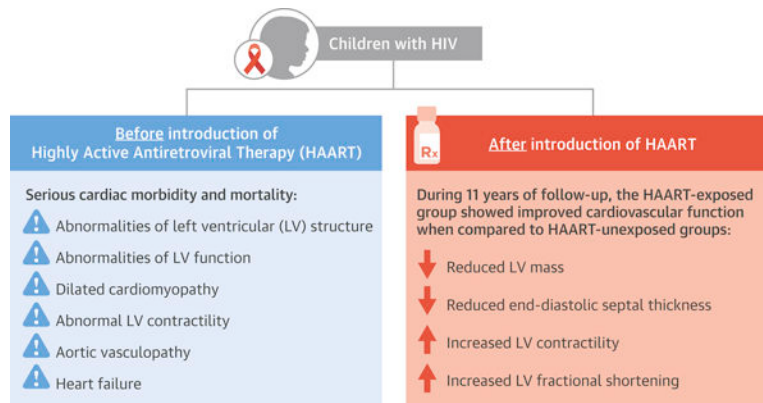 Children with HIV
Before introduction of
Highly Active Antiretroviral Therapy (HAART)
Serious cardiac morbidity and mortality:
Abnormalities of left ventricular (LV) structure
Abnormalities of LV function
Dilated cardiomyopathy
Abnormal LV contractility
Aortic vasculopathy
Heart failure
Rx
After introduction of HAART
During 11 years of follow-up, the HAART-exposed
group showed improved cardiovascular function
when compared to HAART-unexposed groups:
Reduced LV mass
Reduced end-diastolic septal thickness
Increased LV contractility
Increased LV fractional shortening